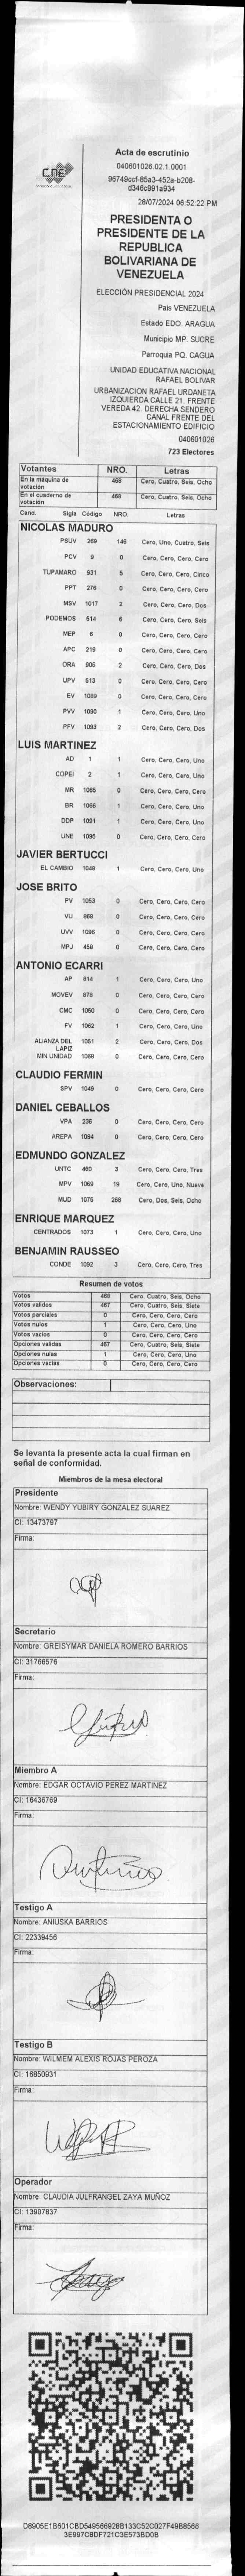 CNE
Acta de escrutinio
040601026.02.1.0001
96749ccf-85a3-452a-b208-
d346c991a934
28/07/2024 06:52:22 PM
PRESIDENTA O
PRESIDENTE DE LA
REPUBLICA
BOLIVARIANA DE
VENEZUELA
ELECCIÓN PRESIDENCIAL 2024
País VENEZUELA
Estado EDO. ARAGUA
Municipio MP. SUCRE
Parroquia PQ. CAGUA
UNIDAD EDUCATIVA NACIONAL
RAFAEL BOLIVAR
URBANIZACION RAFAEL URDANETA
IZQUIERDA CALLE 21. FRENTE
VEREDA 42. DERECHA SENDERO
CANAL FRENTE DEL
ESTACIONAMIENTO EDIFICIO
040601026
723 Electores
Votantes NRO. Letras
En la máquina de votación 468 Cero, Cuatro, Seis, Ocho
En el cuaderno de votación 468 Cero, Cuatro, Seis, Ocho
Cand. Sigla Código NRO. Letras
NICOLAS MADURO
PSUV 269 146 Cero, Uno, Cuatro, Seis
PCV 9 0 Cero, Cero, Cero, Cero
TUPAMARO 931 5 Cero, Cero, Cero, Cinco
PPT 276 0 Cero, Cero, Cero, Cero
MSV 1017 2 Cero, Cero, Cero, Dos
PODEMOS 514 6 Cero, Cero, Cero, Seis
MEP 6 0 Cero, Cero, Cero, Cero
APC 219 0 Cero, Cero, Cero, Cero
ORA 906 2 Cero, Cero, Cero, Dos
UPV 513 0 Cero, Cero, Cero, Cero
EV 1089 0 Cero, Cero, Cero, Cero
PVV 1090 1 Cero, Cero, Cero, Uno
PFV 1093 2 Cero, Cero, Cero, Dos
LUIS MARTINEZ
AD 1 1 Cero, Cero, Cero, Uno
COPEI 2 1 Cero, Cero, Cero, Uno
MR 1065 0 Cero, Cero, Cero, Cero
BR 1066 1 Cero, Cero, Cero, Uno
DDP 1091 1 Cero, Cero, Cero, Uno
UNE 1095 0 Cero, Cero, Cero, Cero
JAVIER BERTUCCI
EL CAMBIO 1046 1 Cero, Cero, Cero, Uno
JOSE BRITO
PV 1053 0 Cero, Cero, Cero, Cero
VU 868 0 Cero, Cero, Cero, Cero
UVV 1096 0 Cero, Cero, Cero, Cero
MPJ 458 0 Cero, Cero, Cero, Cero
ANTONIO ECARRI
AP 814 1 Cero, Cero, Cero, Uno
MOVEV 878 0 Cero, Cero, Cero, Cero
CMC 1050 0 Cero, Cero, Cero, Cero
FV 1062 1 Cero, Cero, Cero, Uno
ALIANZA DEL LAPIZ 1051 2 Cero, Cero, Cero, Dos
MIN UNIDAD 1068 0 Cero, Cero, Cero, Cero
CLAUDIO FERMIN
SPV 1049 0 Cero, Cero, Cero, Cero
DANIEL CEBALLOS
VPA 236 0 Cero, Cero, Cero, Cero
AREPA 1094 0 Cero, Cero, Cero, Cero
EDMUNDO GONZALEZ
UNTC 460 3 Cero, Cero, Cero, Tres
MPV 1069 19 Cero, Cero, Uno, Nueve
MUD 1075 268 Cero, Dos, Seis, Ocho
ENRIQUE MARQUEZ
CENTRADOS 1073 1 Cero, Cero, Cero, Uno
BENJAMIN RAUSSEO
CONDE 1092 3 Cero, Cero, Cero, Tres
Resumen de votos
Votos 468 Cero, Cuatro, Seis, Ocho
Votos validos 467 Cero, Cuatro, Seis, Siete
Votos parciales 0 Cero, Cero, Cero, Cero
Votos nulos 1 Cero, Cero, Cero, Uno
Votos vacios 0 Cero, Cero, Cero, Cero
Opciones validas 467 Cero, Cuatro, Seis, Siete
Opciones nulas 1 Cero, Cero, Cero, Uno
Opciones vacias 0 Cero, Cero, Cero, Cero
Observaciones:
Se levanta la presente acta la cual firman en
señal de conformidad.
Miembros de la mesa electoral
Presidente
Nombre: WENDY YUBIRY GONZALEZ SUAREZ
CI: 13473797
Firma:
Secretario
Nombre: GREISYMAR DANIELA ROMERO BARRIOS
CI: 31766576
Firma:
Miembro A
Nombre: EDGAR OCTAVIO PEREZ MARTINEZ
CI: 16436769
Firma:
Testigo A
Nombre: ANIUSKA BARRIOS
CI: 22339456
Firma:
Testigo B
Nombre: WILMEM ALEXIS ROJAS PEROZA
CI: 16850931
Firma:
Operador
Nombre: CLAUDIA JULFRANGEL ZAYA MUÑOZ
CI: 13907837
Firma:
D8905E1B601CBD549566926B133C52C027F49B8566
3E997C8DF721C3E573BD0B